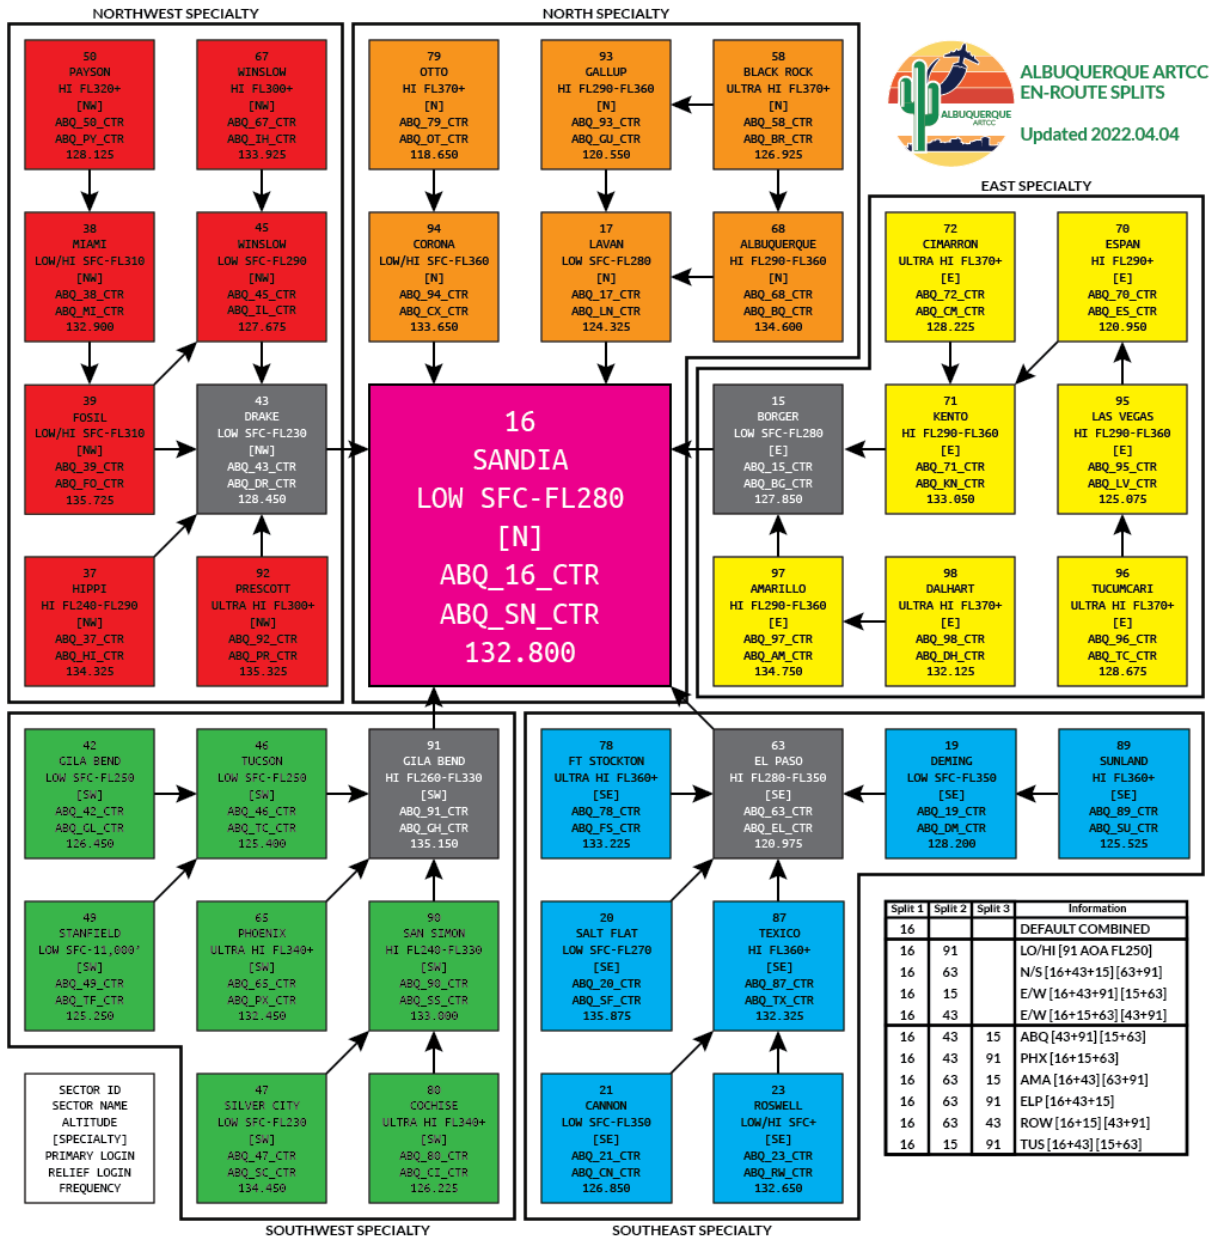 NORTHWEST SPECIALTY
50
PAYSON
HI FL320+
[NW]
ABQ_50_CTR
ABQ_PY_CTR
128.125
67
WINSLOW
HI FL300+
[NW]
ABQ_67_CTR
ABQ_IH_CTR
133.925
38
MIAMI
LOW/HI SFC-FL310
[NW]
ABQ_38_CTR
ABQ_MI_CTR
132.900
45
WINSLOW
LOW SFC-FL290
[NW]
ABQ_45_CTR
ABQ_IL_CTR
127.675
39
FOSIL
LOW/HI SFC-FL310
[NW]
ABQ_39_CTR
ABQ_FO_CTR
135.725
43
DRAKE
LOW SFC-FL230
[NW]
ABQ_43_CTR
ABQ_DR_CTR
128.450
37
HIPPI
HI FL240-FL290
[NW]
ABQ_37_CTR
ABQ_HI_CTR
134.325
92
PRESCOTT
ULTRA HI FL300+
[NW]
ABQ_92_CTR
ABQ_PR_CTR
135.325
NORTH SPECIALTY
79
OTTO
HI FL370+
[N]
ABQ_79_CTR
ABQ_OT_CTR
118.650
93
GALLUP
HI FL290-FL360
[N]
ABQ_93_CTR
ABQ_GU_CTR
120.550
58
BLACK ROCK
ULTRA HI FL370+
[N]
ABQ_58_CTR
ABQ_BR_CTR
126.925
94
CORONA
LOW/HI SFC-FL360
[N]
ABQ_94_CTR
ABQ_CX_CTR
133.650
17
LAVAN
LOW SFC-FL280
[N]
ABQ_17_CTR
ABQ_LN_CTR
124.325
68
ALBUQUERQUE
HI FL290-FL360
[N]
ABQ_68_CTR
ABQ_BQ_CTR
134.600
16
SANDIA
LOW SFC-FL280
[N]
ABQ_16_CTR
ABQ_SN_CTR
132.800
ALBUQUERQUE
ARTCC
ALBUQUERQUE ARTCC
EN-ROUTE SPLITS
Updated 2022.04.04
EAST SPECIALTY
72
CIMARRON
ULTRA HI FL370+
[E]
ABQ_72_CTR
ABQ_CM_CTR
128.225
70
ESPAN
HI FL290+
[E]
ABQ_70_CTR
ABQ_ES_CTR
120.950
15
BORGER
LOW SFC-FL280
[E]
ABQ_15_CTR
ABQ_BG_CTR
127.850
71
KENTO
HI FL290-FL360
[E]
ABQ_71_CTR
ABQ_KN_CTR
133.050
95
LAS VEGAS
HI FL290-FL360
[E]
ABQ_95_CTR
ABQ_LV_CTR
125.075
97
AMARILLO
HI FL290-FL360
[E]
ABQ_97_CTR
ABQ_AM_CTR
134.750
98
DALHART
ULTRA HI FL370+
[E]
ABQ_98_CTR
ABQ_DH_CTR
132.125
96
TUCUMCARI
ULTRA HI FL370+
[E]
ABQ_96_CTR
ABQ_TC_CTR
128.675
42
GILA BEND
LOW SFC-FL250
[SW]
ABQ_42_CTR
ABQ_GL_CTR
126.450
46
TUCSON
LOW SFC-FL250
[SW]
ABQ_46_CTR
ABQ_TC_CTR
125.400
91
GILA BEND
HI FL260-FL330
[SW]
ABQ_91_CTR
ABQ_GH_CTR
135.150
49
STANFIELD
LOW SFC-11,000'
[SW]
ABQ_49_CTR
ABQ_TF_CTR
125.250
65
PHOENIX
ULTRA HI FL340+
[SW]
ABQ_65_CTR
ABQ_PX_CTR
132.450
90
SAN SIMON
HI FL240-FL330
[SW]
ABQ_90_CTR
ABQ_SS_CTR
133.000
47
SILVER CITY
LOW SFC-FL230
[SW]
ABQ_47_CTR
ABQ_SC_CTR
134.450
80
COCHISE
ULTRA HI FL340+
[SW]
ABQ_80_CTR
ABQ_CI_CTR
126.225
SECTOR ID
SECTOR NAME
ALTITUDE
[SPECIALTY]
PRIMARY LOGIN
RELIEF LOGIN
FREQUENCY
SOUTHWEST SPECIALTY
78
FT STOCKTON
ULTRA HI FL360+
[SE]
ABQ_78_CTR
ABQ_FS_CTR
133.225
63
EL PASO
HI FL280-FL350
[SE]
ABQ_63_CTR
ABQ_EL_CTR
120.975
19
DEMING
LOW SFC-FL350
[SE]
ABQ_19_CTR
ABQ_DM_CTR
128.200
89
SUNLAND
HI FL360+
[SE]
ABQ_89_CTR
ABQ_SU_CTR
125.525
20
SALT FLAT
LOW SFC-FL270
[SE]
ABQ_20_CTR
ABQ_SF_CTR
135.875
87
TEXICO
HI FL360+
[SE]
ABQ_87_CTR
ABQ_TX_CTR
132.325
21
CANNON
LOW SFC-FL350
[SE]
ABQ_21_CTR
ABQ_CN_CTR
126.850
23
ROSWELL
LOW/HI SFC+
[SE]
ABQ_23_CTR
ABQ_RW_CTR
132.650
SOUTHEAST SPECIALTY
Split 1 Split 2 Split 3 Information
16 DEFAULT COMBINED
16 91 LO/HI [91 AOA FL250]
16 63 N/S [16+43+15] [63+91]
16 15 E/W [16+43+91] [15+63]
16 43 E/W [16+15+63] [43+91]
16 43 15 ABQ [43+91] [15+63]
16 43 91 PHX [16+15+63]
16 63 15 AMA [16+43] [63+91]
16 63 91 ELP [16+43+15]
16 63 43 ROW [16+15] [43+91]
16 15 91 TUS [16+43] [15+63]